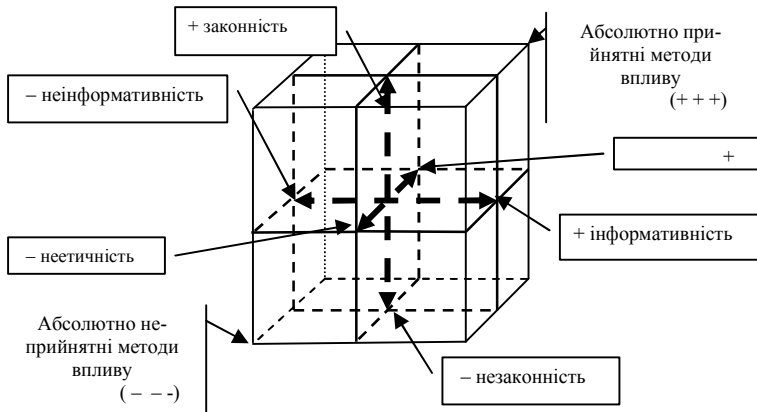 + законність
Абсолютно при-
йнятні методи
впливу
(+ + +)
– неінформативність
+
+ інформативність
– неетичність
Абсолютно не-
прийнятні методи
впливу
( – – -)
– незаконність